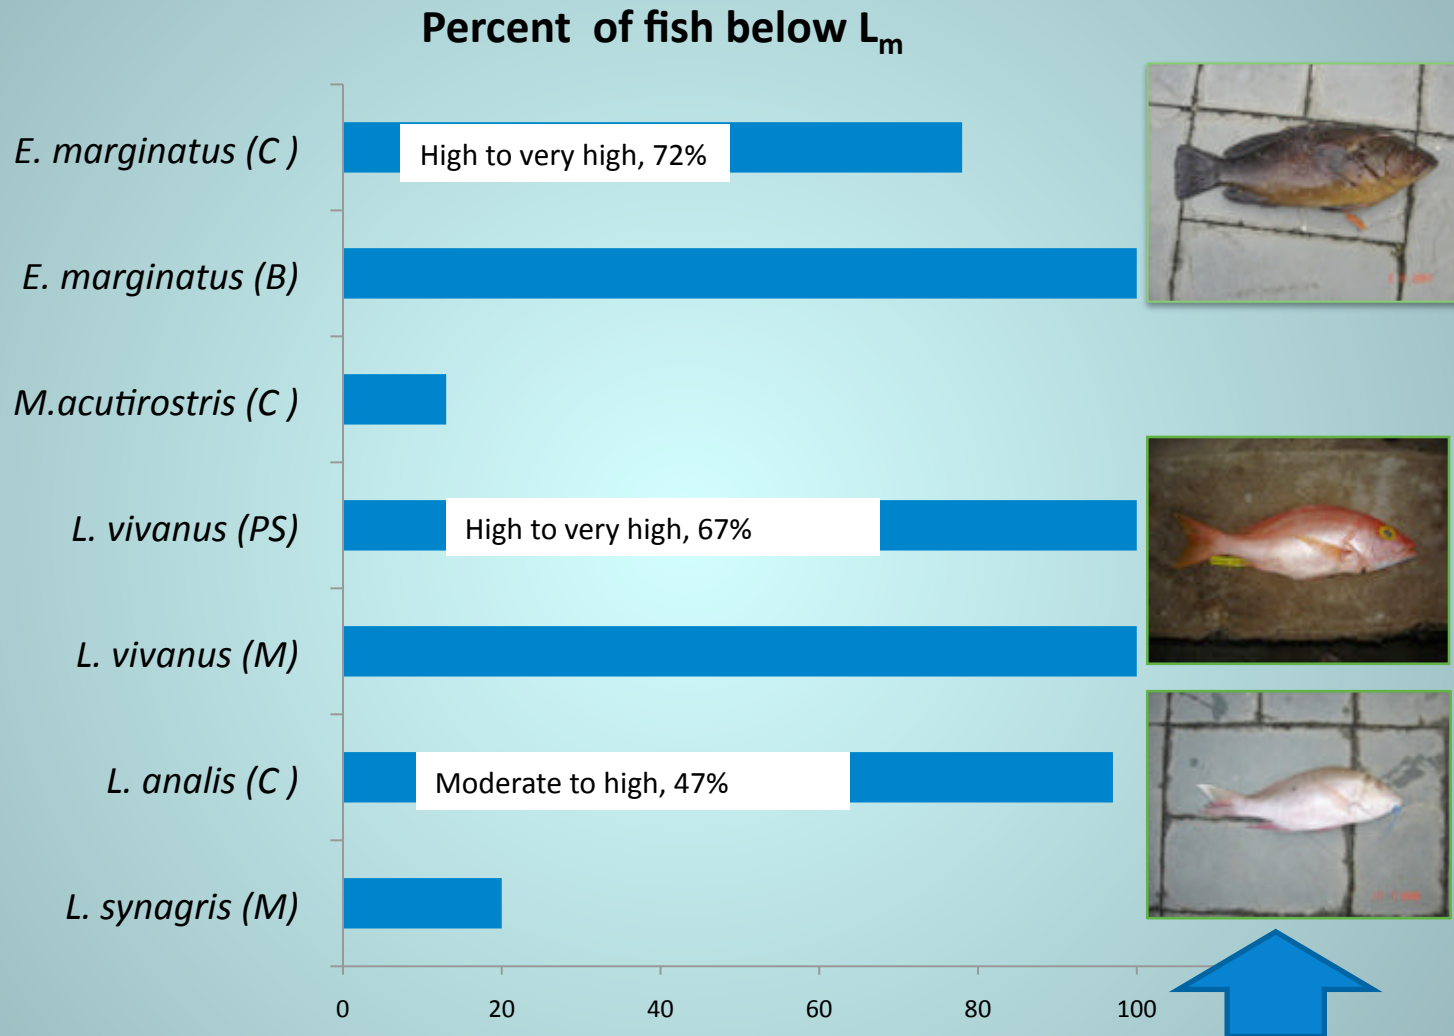 Percent of fish below Lm
E. marginatus (C )
High to very high, 72%
E. marginatus (B)
M.acutirostris (C )
L. vivanus (PS)
High to very high, 67%
L. vivanus (M)
L. analis (C )
Moderate to high, 47%
L. synagris (M)
0 20 40 60 80 100